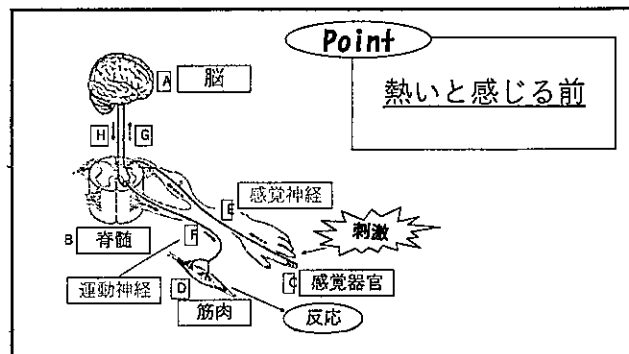 Point
熱いと感じる前
A 脳
H G
E 感覚神経
刺激
B 脊髄
F
C 感覚器官
運動神経
D
筋肉
反応